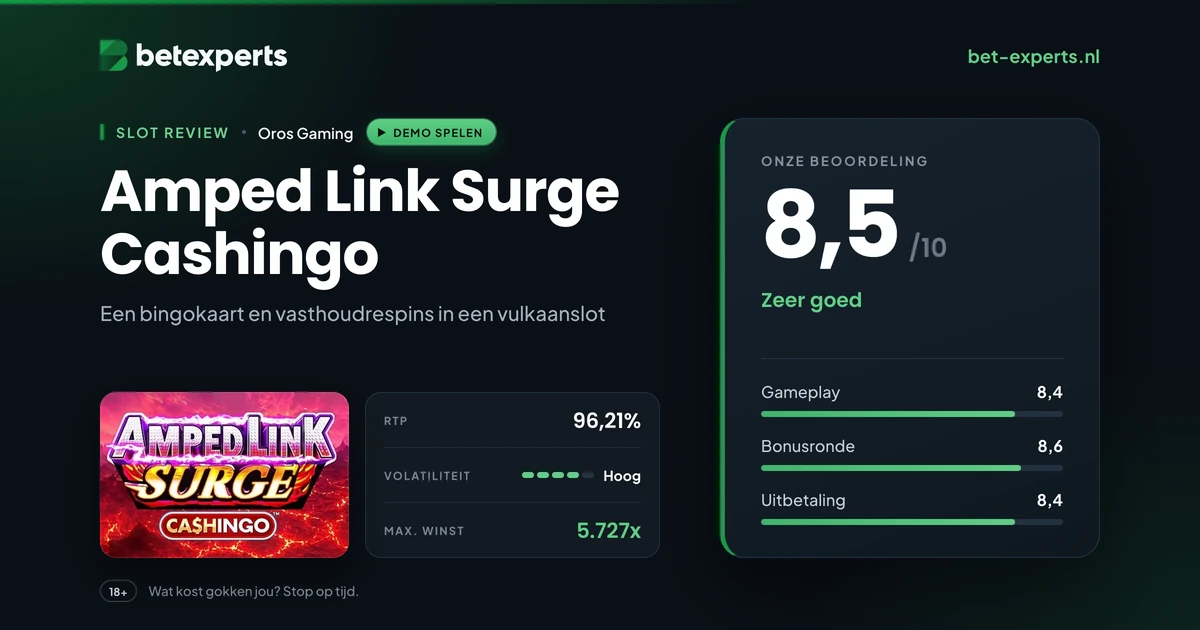 betexperts
bet-experts.nl
SLOT REVIEW • Oros Gaming ▶ DEMO SPELEN
Amped Link Surge
Cashingo
Een bingokaart en vasthoudrespins in een vulkaanslot
AMPED LINK
SURGE
CA$HINGO™
RTP 96,21%
VOLATILITEIT Hoog
MAX. WINST 5.727x
18+ Wat kost gokken jou? Stop op tijd.
ONZE BEOORDELING
8,5 /10
Zeer goed
Gameplay 8,4
Bonusronde 8,6
Uitbetaling 8,4